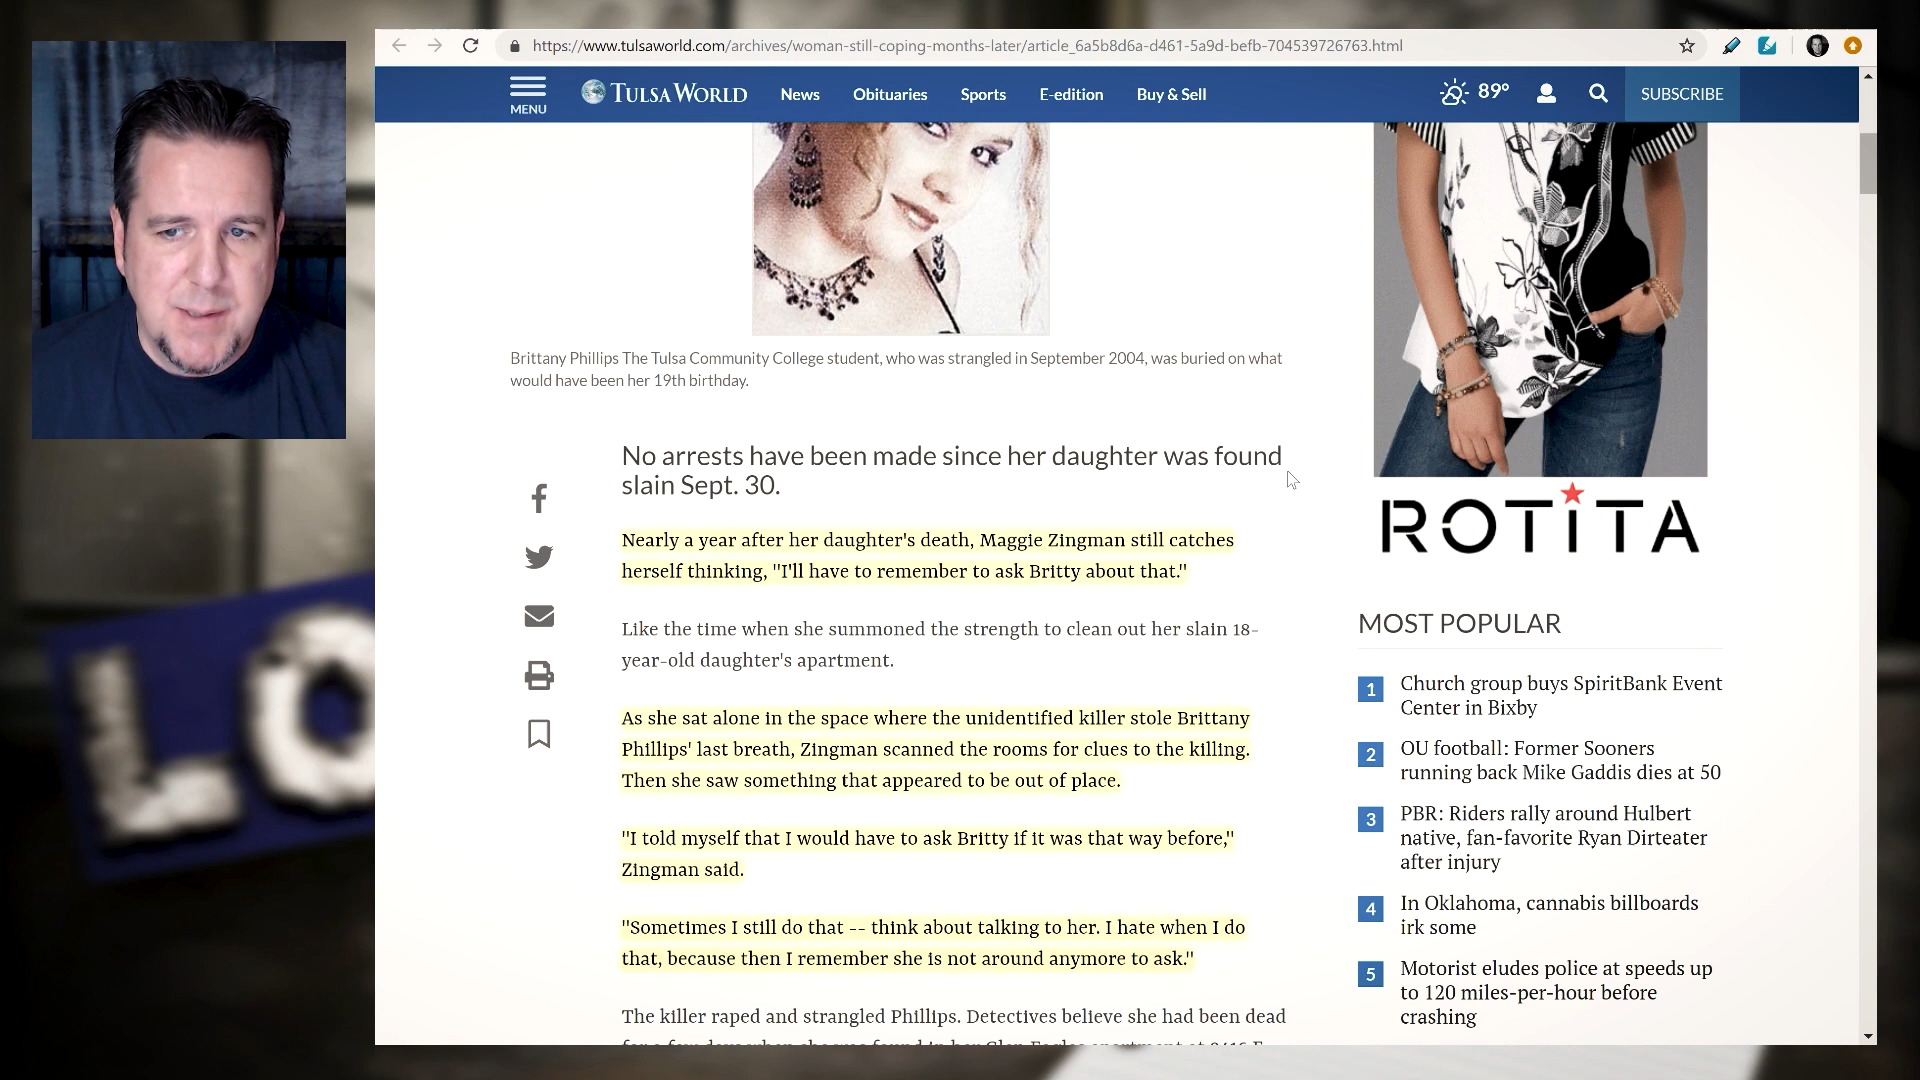 https://www.tulsaworld.com/archives/woman-still-coping-months-later/article_6a5b8d6a-d461-5a9d-befb-704539726763.html
MENU
TULSA WORLD
News
Obituaries
Sports
E-edition
Buy & Sell
89°
SUBSCRIBE
Brittany Phillips The Tulsa Community College student, who was strangled in September 2004, was buried on what
would have been her 19th birthday.
No arrests have been made since her daughter was found
slain Sept. 30.
Nearly a year after her daughter's death, Maggie Zingman still catches
herself thinking, "I'll have to remember to ask Britty about that."
Like the time when she summoned the strength to clean out her slain 18-
year-old daughter's apartment.
As she sat alone in the space where the unidentified killer stole Brittany
Phillips' last breath, Zingman scanned the rooms for clues to the killing.
Then she saw something that appeared to be out of place.
"I told myself that I would have to ask Britty if it was that way before,"
Zingman said.
"Sometimes I still do that -- think about talking to her. I hate when I do
that, because then I remember she is not around anymore to ask."
The killer raped and strangled Phillips. Detectives believe she had been dead
ROTITA
MOST POPULAR
1 Church group buys SpiritBank Event
Center in Bixby
2 OU football: Former Sooners
running back Mike Gaddis dies at 50
3 PBR: Riders rally around Hulbert
native, fan-favorite Ryan Dirteater
after injury
4 In Oklahoma, cannabis billboards
irk some
5 Motorist eludes police at speeds up
to 120 miles-per-hour before
crashing
LO